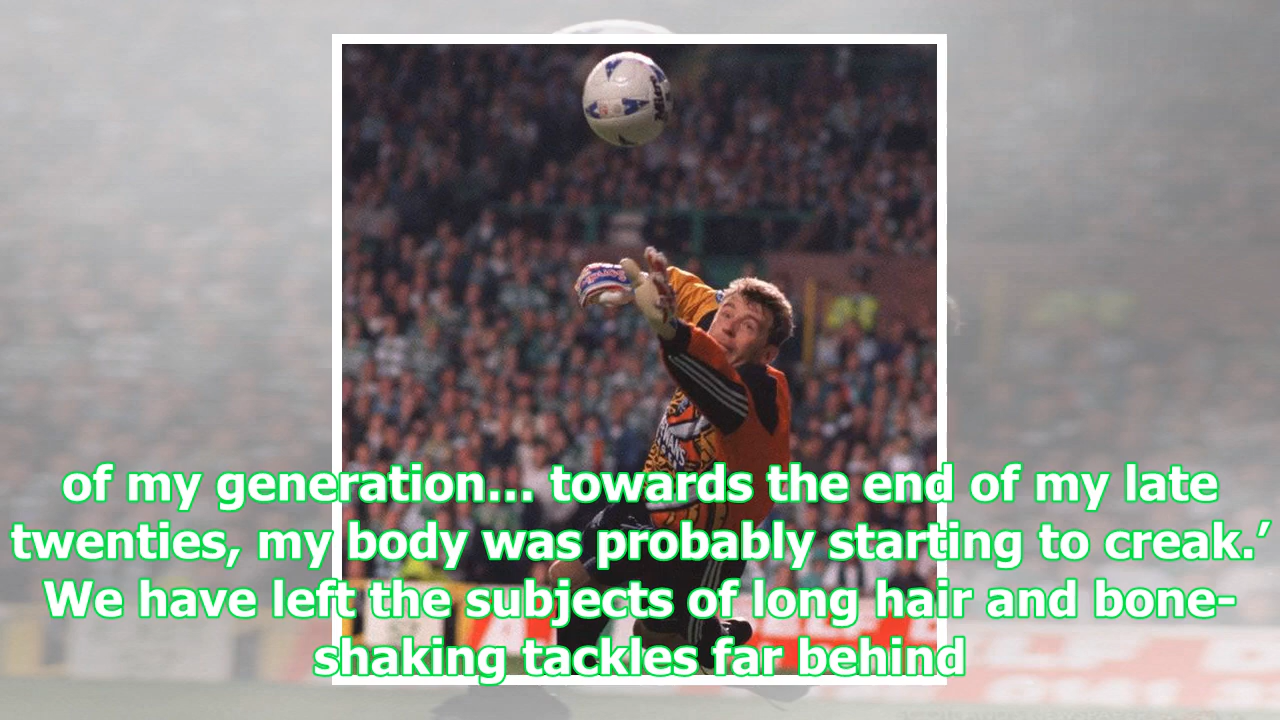 Mitre
of my generation... towards the end of my late
twenties, my body was probably starting to creak.’
We have left the subjects of long hair and bone-
shaking tackles far behind